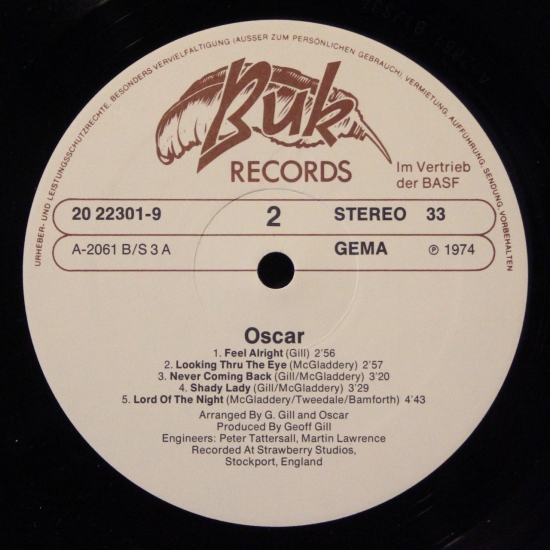 URHEBER- UND LEISTUNGSSCHUTZRECHTE, BESONDERS VERVIELFÄLTIGUNG (AUSSER ZUM PERSÖNLICHEN GEBRAUCH), VERMIETUNG, AUFFÜHRUNG, SENDUNG, VORBEHALTEN
Buk
RECORDS
Im Vertrieb
der BASF
20 22301-9 2 STEREO 33
A-2061 B/S 3 A GEMA ℗ 1974
Oscar
1. Feel Alright (Gill) 2'56
2. Looking Thru The Eye (McGladdery) 2'57
3. Never Coming Back (Gill/McGladdery) 3'20
4. Shady Lady (Gill/McGladdery) 3'29
5. Lord Of The Night (McGladdery/Tweedale/Bamforth) 4'43
Arranged By G. Gill and Oscar
Produced By Geoff Gill
Engineers: Peter Tattersall, Martin Lawrence
Recorded At Strawberry Studios,
Stockport, England